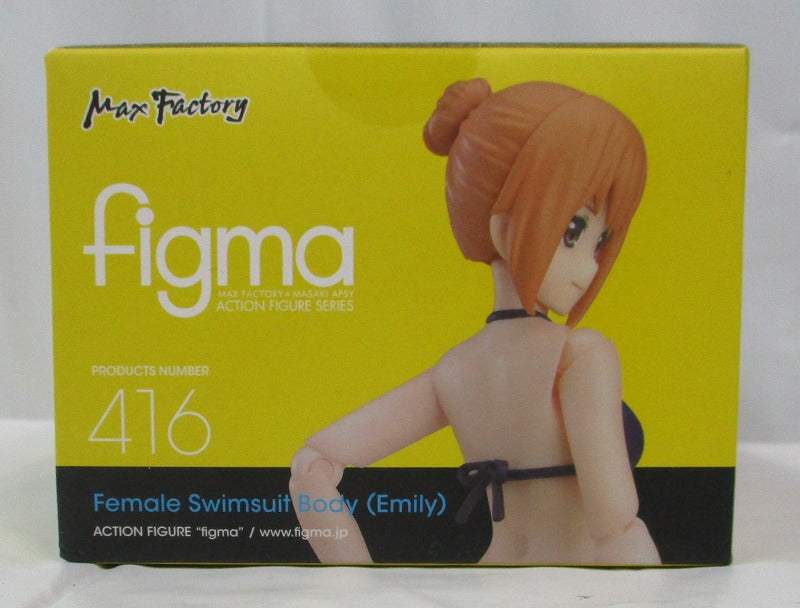 Max Factory
figma
MAX FACTORY × MASAKI APSY
ACTION FIGURE SERIES
PRODUCTS NUMBER
416
Female Swimsuit Body (Emily)
ACTION FIGURE "figma" / www.figma.jp